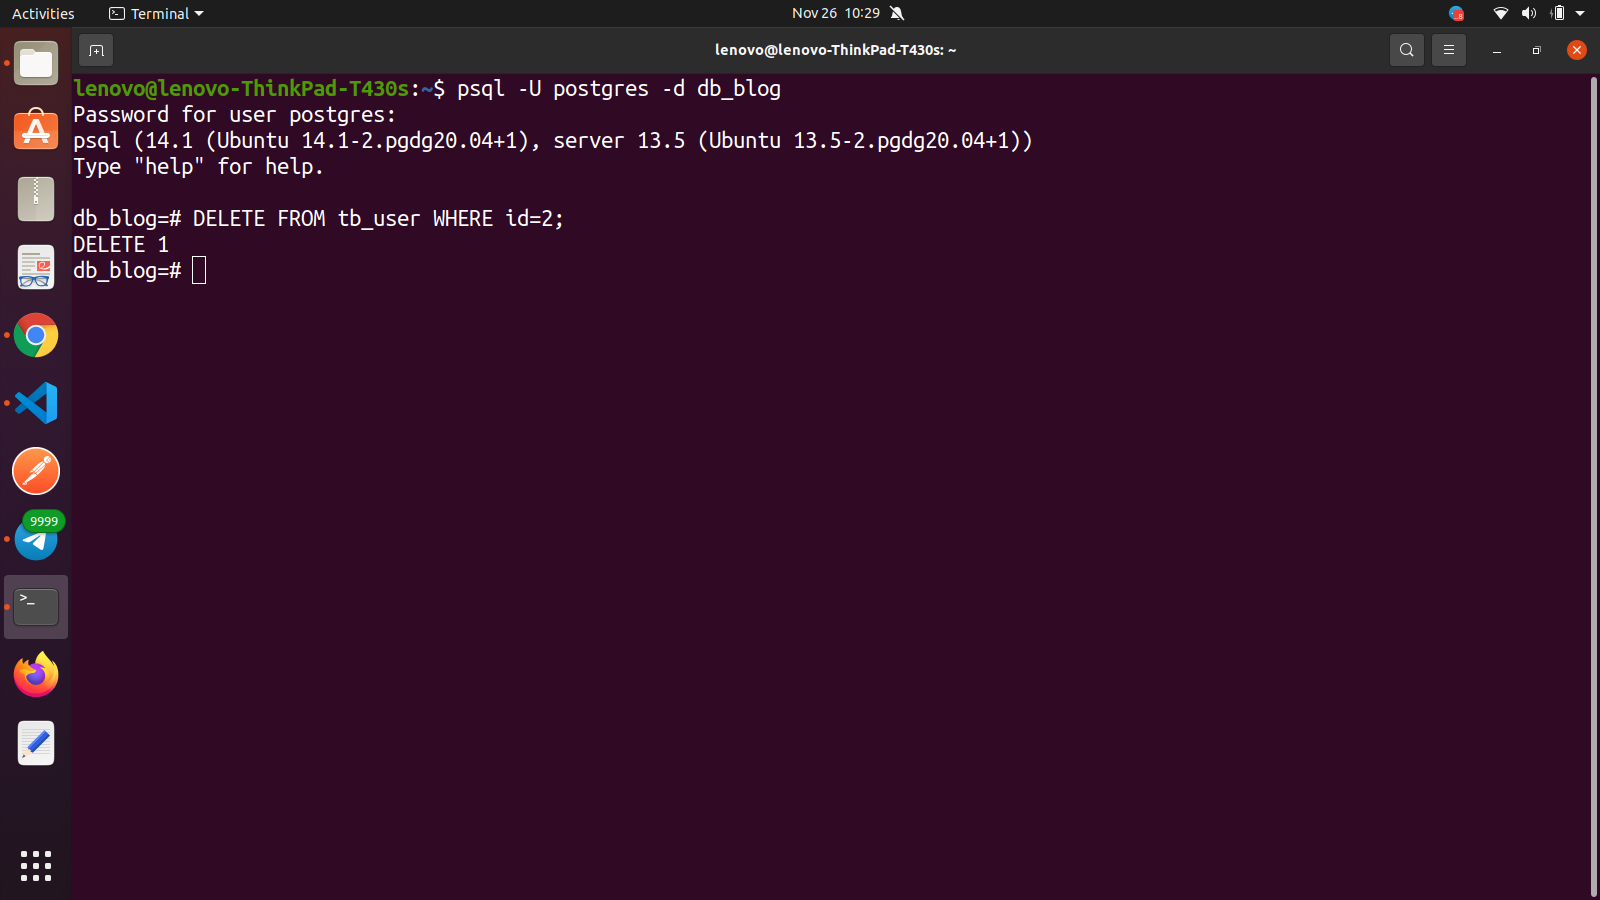 Activities
Terminal
Nov 26 10:29
lenovo@lenovo-ThinkPad-T430s: ~
lenovo@lenovo-ThinkPad-T430s:~$ psql -U postgres -d db_blog
Password for user postgres:
psql (14.1 (Ubuntu 14.1-2.pgdg20.04+1), server 13.5 (Ubuntu 13.5-2.pgdg20.04+1))
Type "help" for help.
db_blog=# DELETE FROM tb_user WHERE id=2;
DELETE 1
db_blog=#
9999
>_